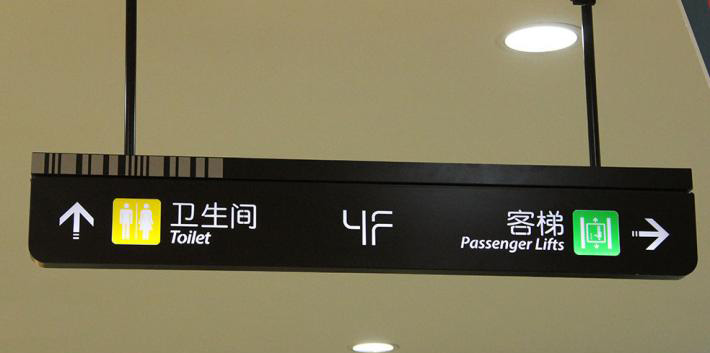 卫生间
Toilet
4F
客梯
Passenger Lifts